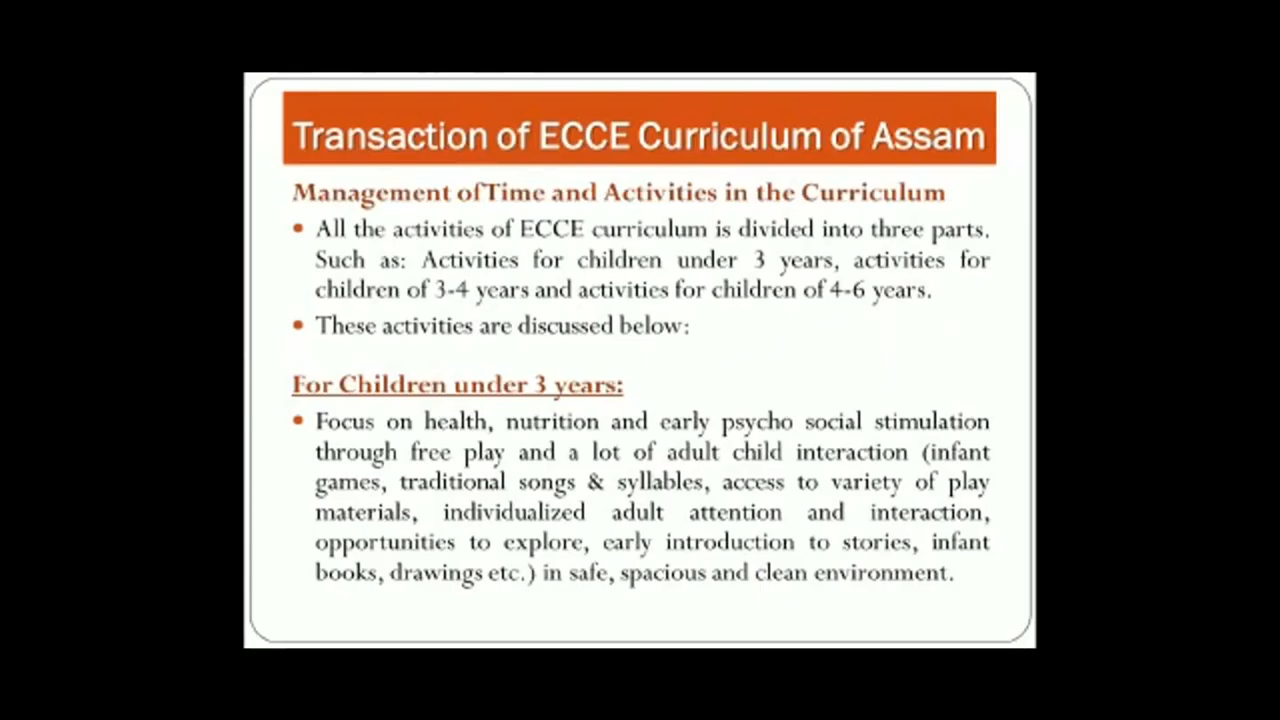 Transaction of ECCE Curriculum of Assam
Management of Time and Activities in the Curriculum
• All the activities of ECCE curriculum is divided into three parts.
Such as: Activities for children under 3 years, activities for
children of 3-4 years and activities for children of 4-6 years.
• These activities are discussed below:
For Children under 3 years:
• Focus on health, nutrition and early psycho social stimulation
through free play and a lot of adult child interaction (infant
games, traditional songs & syllables, access to variety of play
materials, individualized adult attention and interaction,
opportunities to explore, early introduction to stories, infant
books, drawings etc.) in safe, spacious and clean environment.